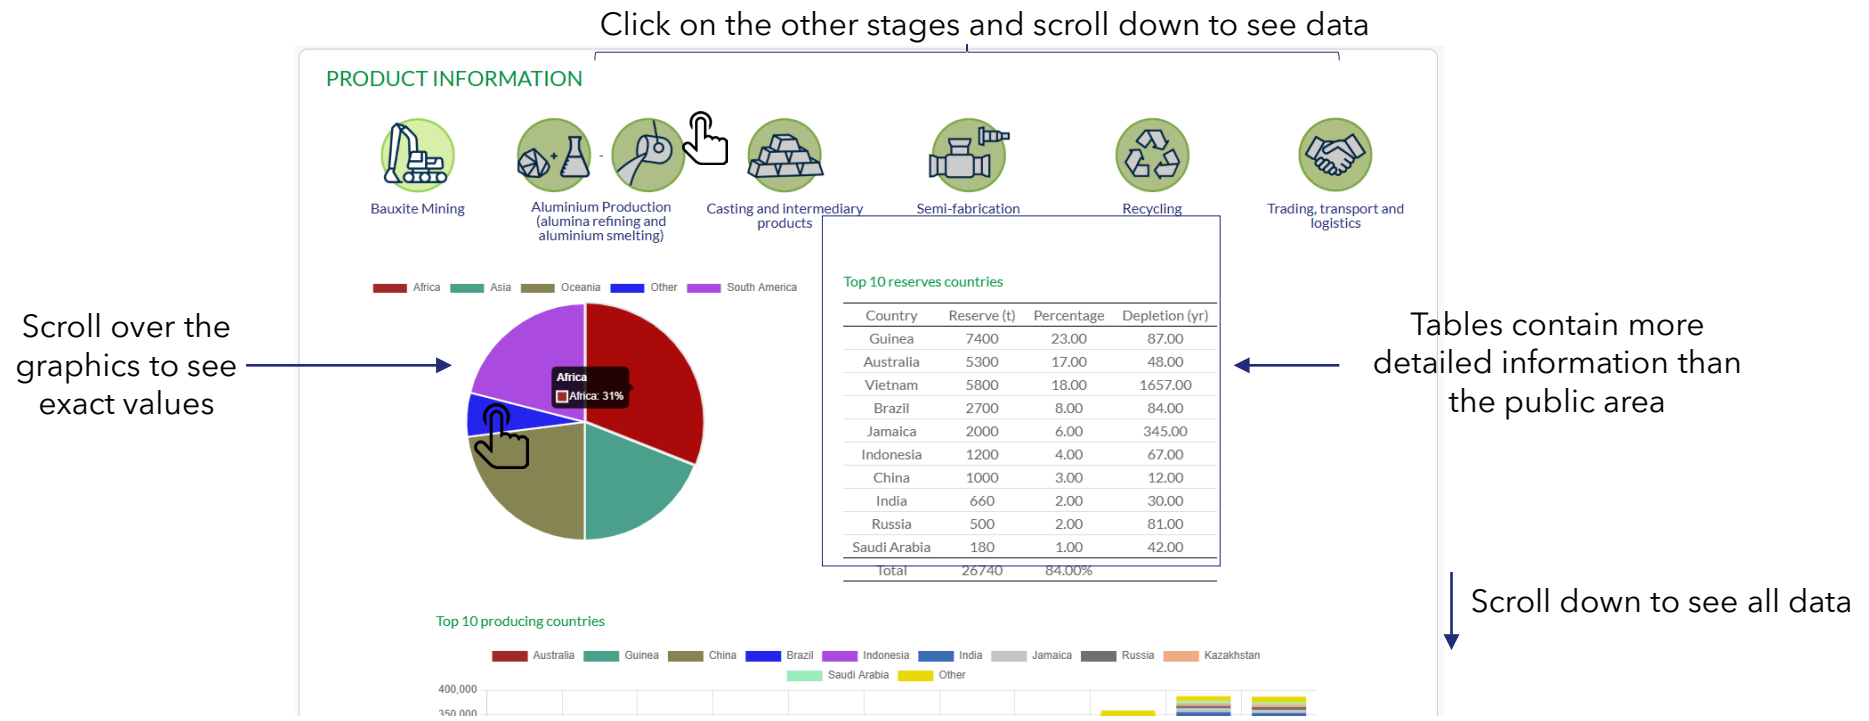 Click on the other stages and scroll down to see data
PRODUCT INFORMATION
Bauxite Mining
Aluminium Production
(alumina refining and
aluminium smelting)
Casting and intermediary
products
Semi-fabrication
Recycling
Trading, transport and
logistics
Africa Asia Oceania Other South America
Scroll over the
graphics to see
exact values
Africa
Africa: 31%
Top 10 reserves countries
Country Reserve (t) Percentage Depletion (yr)
Guinea 7400 23.00 87.00
Australia 5300 17.00 48.00
Vietnam 5800 18.00 1657.00
Brazil 2700 8.00 84.00
Jamaica 2000 6.00 345.00
Indonesia 1200 4.00 67.00
China 1000 3.00 12.00
India 660 2.00 30.00
Russia 500 2.00 81.00
Saudi Arabia 180 1.00 42.00
Total 26740 84.00%
Tables contain more
detailed information than
the public area
Scroll down to see all data
Top 10 producing countries
Australia Guinea China Brazil Indonesia India Jamaica Russia Kazakhstan
Saudi Arabia Other
400,000
350,000